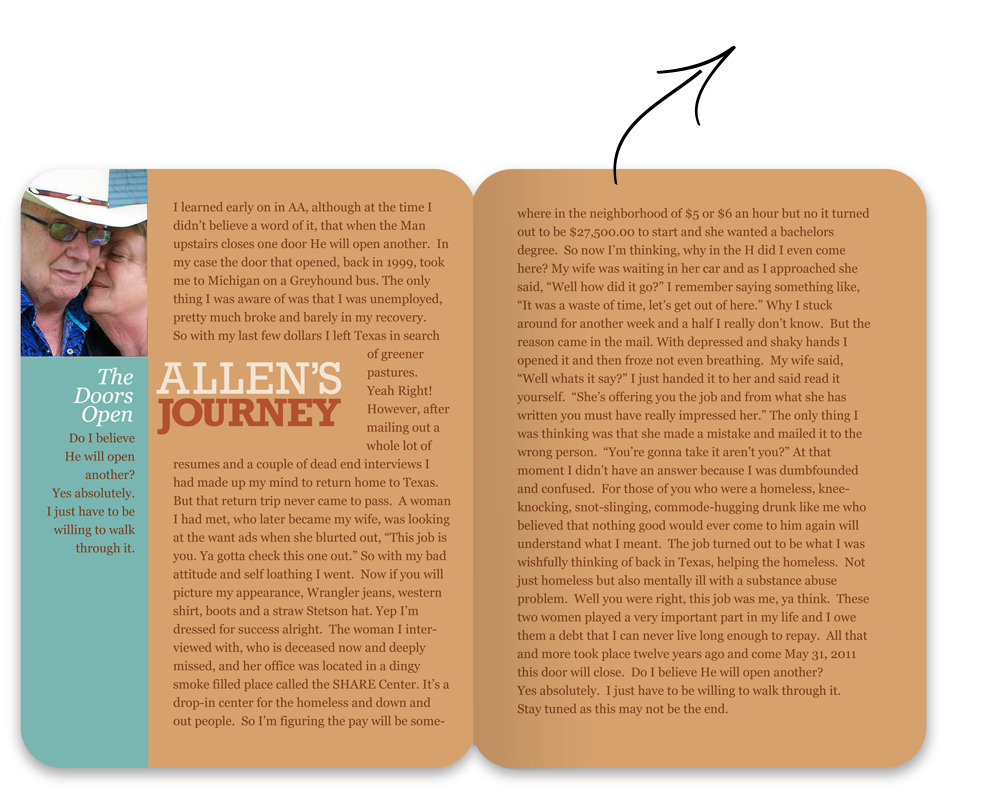 The
Doors
Open
Do I believe
He will open
another?
Yes absolutely.
I just have to be
willing to walk
through it.
ALLEN'S
JOURNEY
I learned early on in AA, although at the time I
didn't believe a word of it, that when the Man
upstairs closes one door He will open another.  In
my case the door that opened, back in 1999, took
me to Michigan on a Greyhound bus. The only
thing I was aware of was that I was unemployed,
pretty much broke and barely in my recovery.
So with my last few dollars I left Texas in search
of greener
pastures.
Yeah Right!
However, after
mailing out a
whole lot of
resumes and a couple of dead end interviews I
had made up my mind to return home to Texas.
But that return trip never came to pass.  A woman
I had met, who later became my wife, was looking
at the want ads when she blurted out, “This job is
you. Ya gotta check this one out.” So with my bad
attitude and self loathing I went.  Now if you will
picture my appearance, Wrangler jeans, western
shirt, boots and a straw Stetson hat. Yep I'm
dressed for success alright.  The woman I inter-
viewed with, who is deceased now and deeply
missed, and her office was located in a dingy
smoke filled place called the SHARE Center. It's a
drop-in center for the homeless and down and
out people.  So I'm figuring the pay will be some-
where in the neighborhood of $5 or $6 an hour but no it turned
out to be $27,500.00 to start and she wanted a bachelors
degree.  So now I'm thinking, why in the H did I even come
here? My wife was waiting in her car and as I approached she
said, “Well how did it go?” I remember saying something like,
“It was a waste of time, let's get out of here.” Why I stuck
around for another week and a half I really don't know.  But the
reason came in the mail. With depressed and shaky hands I
opened it and then froze not even breathing.  My wife said,
“Well whats it say?” I just handed it to her and said read it
yourself.  “She's offering you the job and from what she has
written you must have really impressed her.” The only thing I
was thinking was that she made a mistake and mailed it to the
wrong person.  “You're gonna take it aren't you?” At that
moment I didn't have an answer because I was dumbfounded
and confused.  For those of you who were a homeless, knee-
knocking, snot-slinging, commode-hugging drunk like me who
believed that nothing good would ever come to him again will
understand what I meant.  The job turned out to be what I was
wishfully thinking of back in Texas, helping the homeless.  Not
just homeless but also mentally ill with a substance abuse
problem.  Well you were right, this job was me, ya think.  These
two women played a very important part in my life and I owe
them a debt that I can never live long enough to repay.  All that
and more took place twelve years ago and come May 31, 2011
this door will close.  Do I believe He will open another?
Yes absolutely.  I just have to be willing to walk through it.
Stay tuned as this may not be the end.